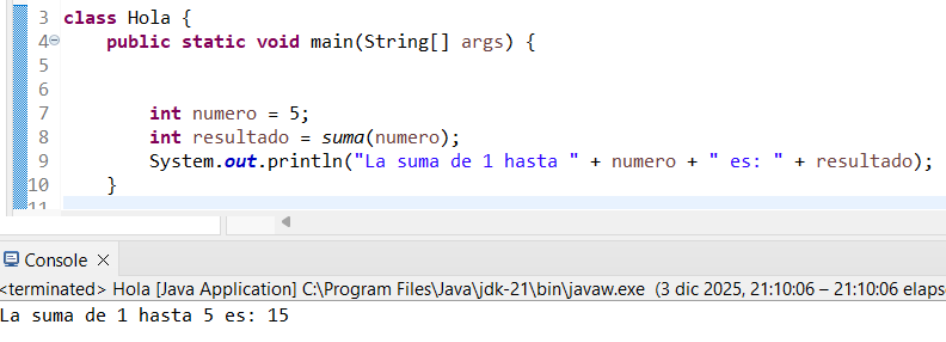 3 class Hola {
4 public static void main(String[] args) {
5
6
7 int numero = 5;
8 int resultado = suma(numero);
9 System.out.println("La suma de 1 hasta " + numero + " es: " + resultado);
10 }
11
Console
<terminated> Hola [Java Application] C:\Program Files\Java\jdk-21\bin\javaw.exe (3 dic 2025, 21:10:06 – 21:10:06 elaps
La suma de 1 hasta 5 es: 15